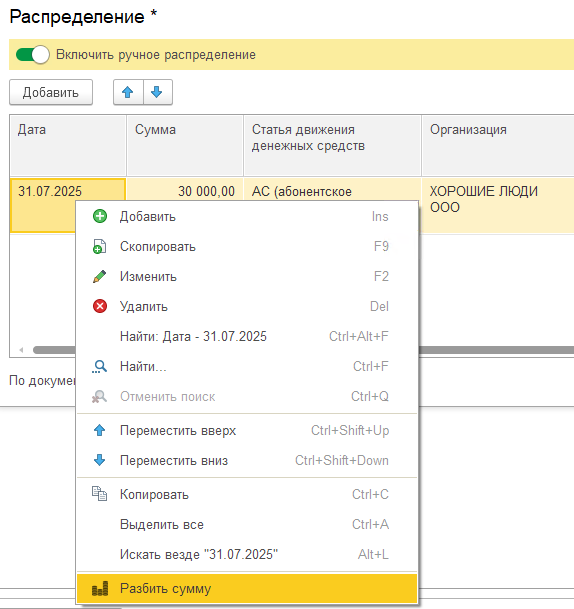 Распределение *
Включить ручное распределение
Добавить
Дата Сумма Статья движения денежных средств Организация
31.07.2025 30 000,00 АС (абонентское ХОРОШИЕ ЛЮДИ ООО
Добавить Ins
Скопировать F9
Изменить F2
Удалить Del
Найти: Дата - 31.07.2025 Ctrl+Alt+F
Найти... Ctrl+F
Отменить поиск Ctrl+Q
По докумен
Переместить вверх Ctrl+Shift+Up
Переместить вниз Ctrl+Shift+Down
Копировать Ctrl+C
Выделить все Ctrl+A
Искать везде "31.07.2025" Alt+L
Разбить сумму